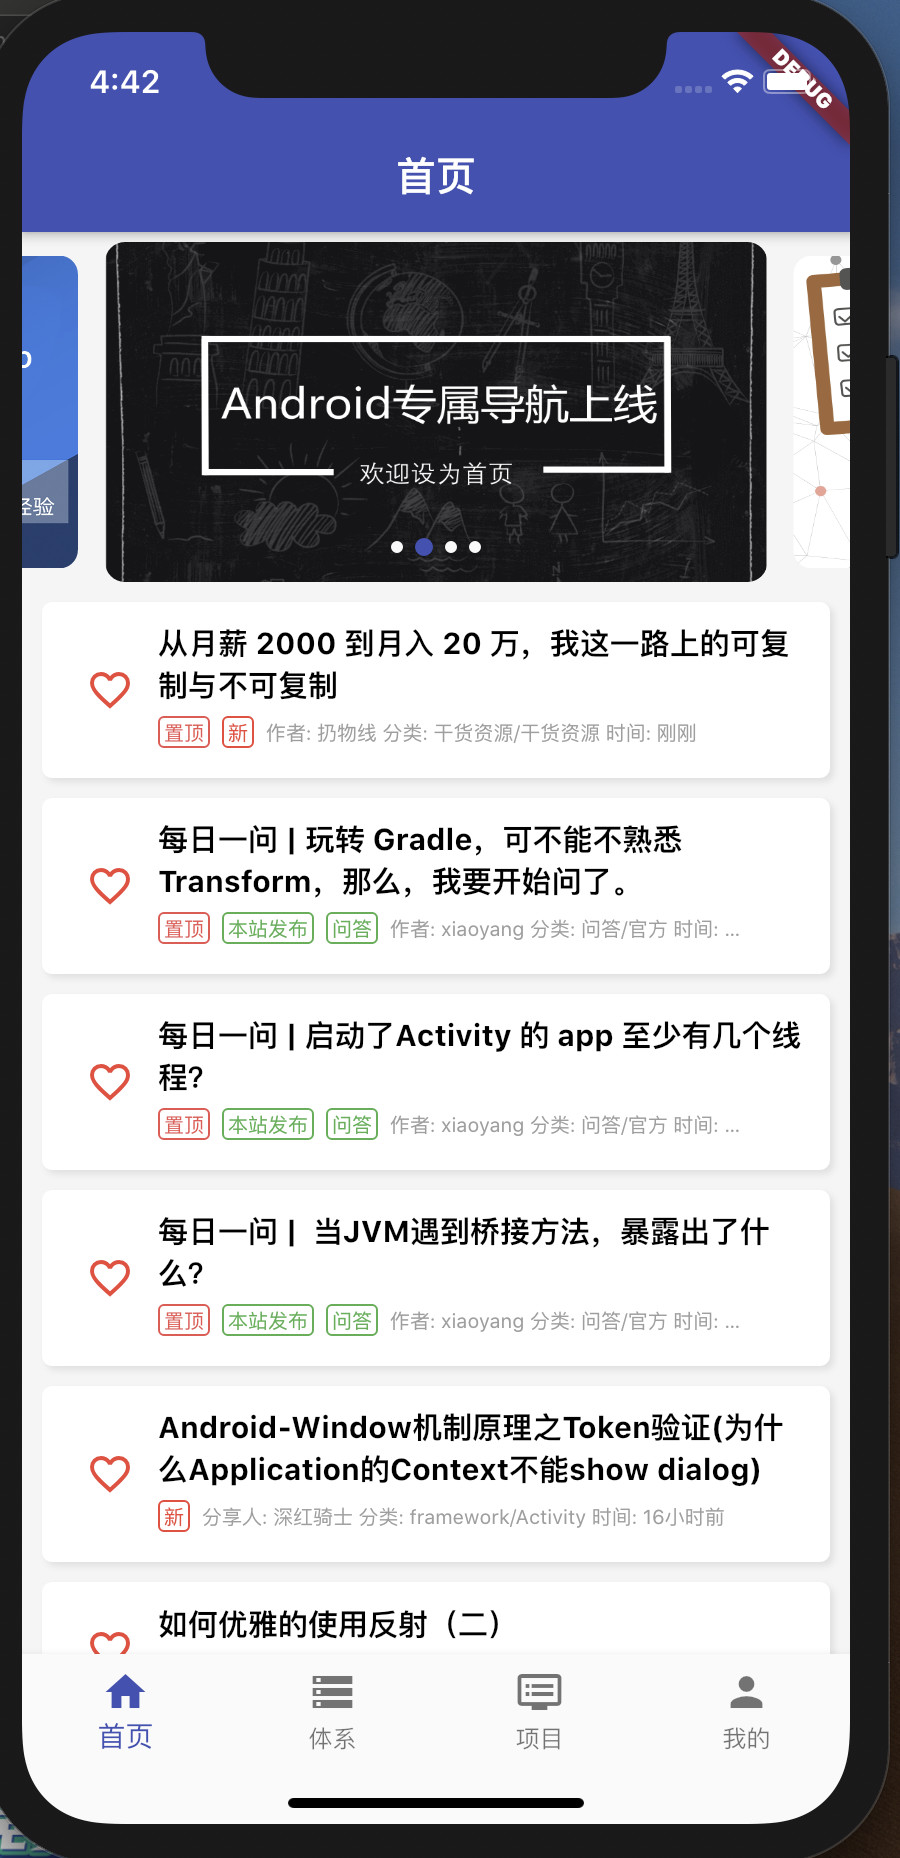 4:42
DEBUG
首页
经验
Android专属导航上线
欢迎设为首页
从月薪 2000 到月入 20 万，我这一路上的可复
制与不可复制
置顶 新 作者: 扔物线 分类: 干货资源/干货资源 时间: 刚刚
每日一问 | 玩转 Gradle，可不能不熟悉
Transform，那么，我要开始问了。
置顶 本站发布 问答 作者: xiaoyang 分类: 问答/官方 时间: ...
每日一问 | 启动了Activity 的 app 至少有几个线
程?
置顶 本站发布 问答 作者: xiaoyang 分类: 问答/官方 时间: ...
每日一问 |  当JVM遇到桥接方法，暴露出了什
么?
置顶 本站发布 问答 作者: xiaoyang 分类: 问答/官方 时间: ...
Android-Window机制原理之Token验证(为什
么Application的Context不能show dialog)
新 分享人: 深红骑士 分类: framework/Activity 时间: 16小时前
如何优雅的使用反射（二）
首页 体系 项目 我的